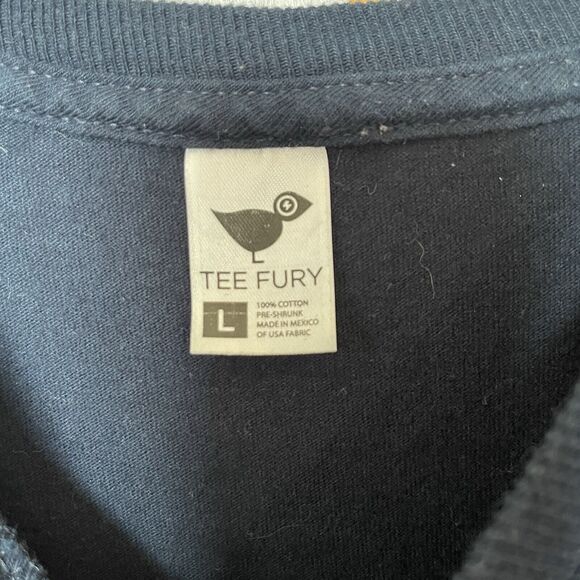 TEE FURY
L
100% COTTON
PRE-SHRUNK
MADE IN MEXICO
OF USA FABRIC